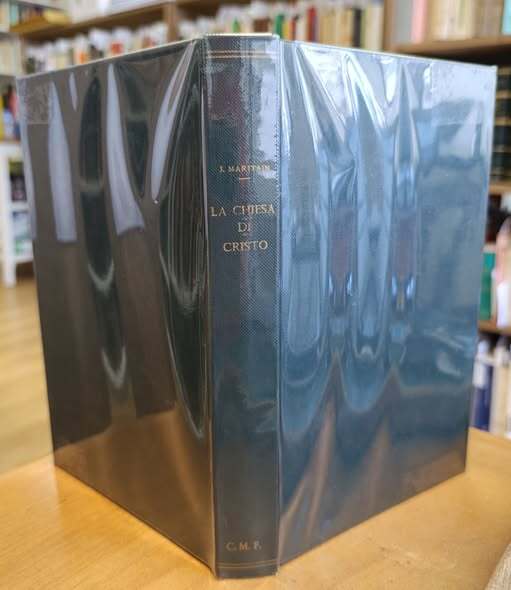 J. MARITAIN
LA CHIESA
DI
CRISTO
C. M. F.